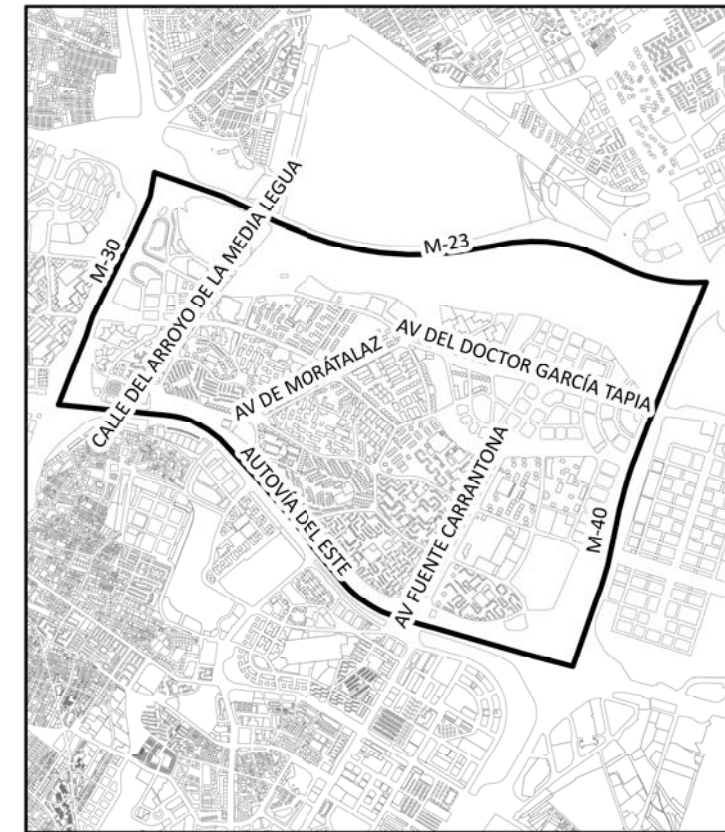 M-30
CALLE DEL ARROYO DE LA MEDIA LEGUA
M-23
AV DE MORÁTALAZ
AV DEL DOCTOR GARCÍA TAPIA
AUTOVÍA DEL ESTE
AV FUENTE CARRANTONA
M-40